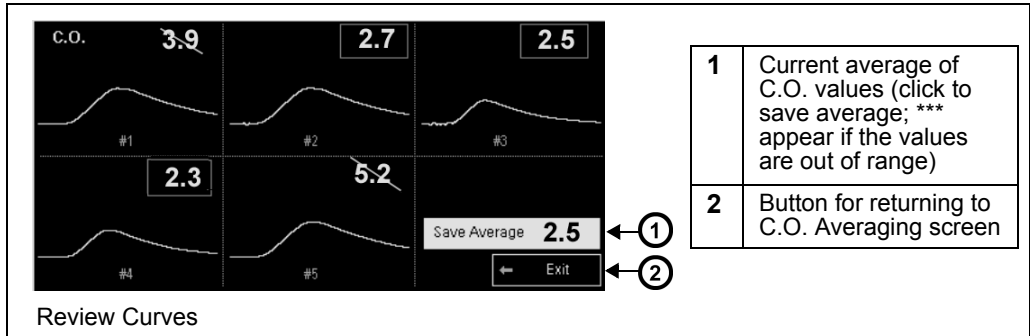 C.O. 3.9 2.7 2.5
#1 #2 #3
2.3 5.2
Save Average 2.5 1
← Exit 2
#4 #5
1 Current average of
C.O. values (click to
save average; ***
appear if the values
are out of range)
2 Button for returning to
C.O. Averaging screen
Review Curves